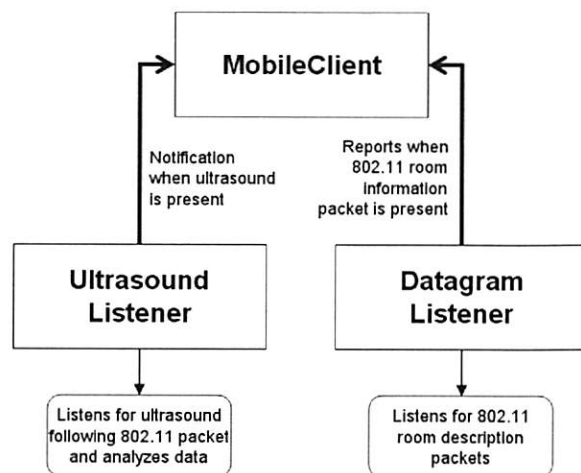 MobileClient
Notification
when ultrasound
is present
Reports when
802.11 room
information
packet is present
Ultrasound
Listener
Datagram
Listener
Listens for ultrasound
following 802.11 packet
and analyzes data
Listens for 802.11
room description
packets